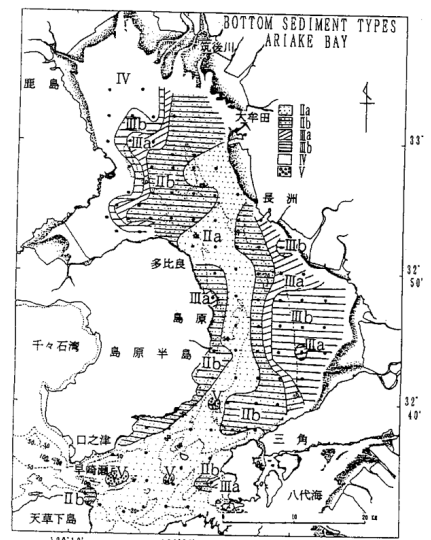 BOTTOM SEDIMENT TYPES
ARIAKE BAY
筑後川
鹿島
Ⅳ
大牟田
Ⅲb
Ⅲa
Ⅱa
Ⅱb
Ⅲa
Ⅲb
Ⅳ
Ⅴ
33°
Ⅱb
長洲
Ⅱa
Ⅲb
多比良
Ⅲa
32°
50'
Ⅲa
Ⅲb
島原
千々石湾
島原半島
Ⅲa
Ⅱb
Ⅴ
Ⅱb
32°
40'
口之津
三角
早崎瀬
Ⅴ
Ⅴ
Ⅱb
Ⅲa
Ⅱb
八代海
天草下島
0
10
20 km